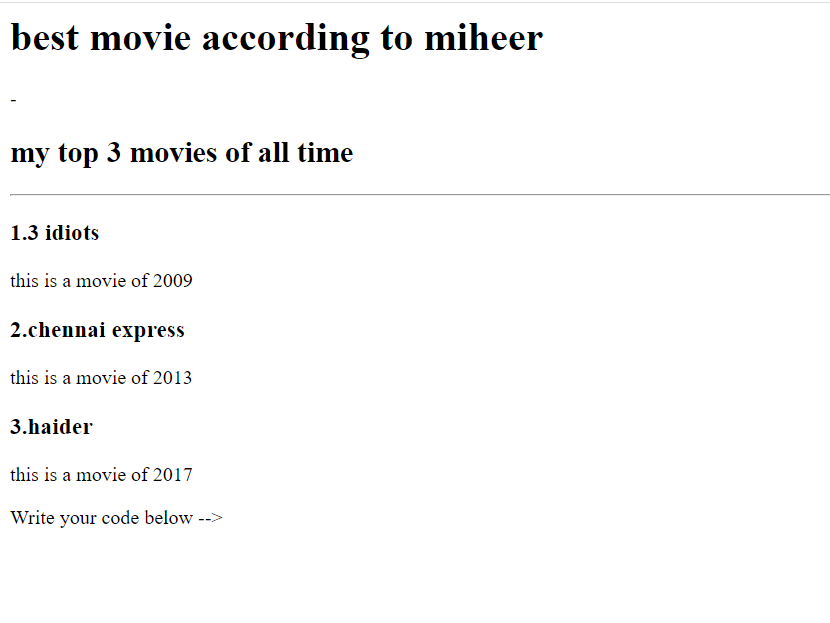 best movie according to miheer
-
my top 3 movies of all time
1.3 idiots
this is a movie of 2009
2.chennai express
this is a movie of 2013
3.haider
this is a movie of 2017
Write your code below -->